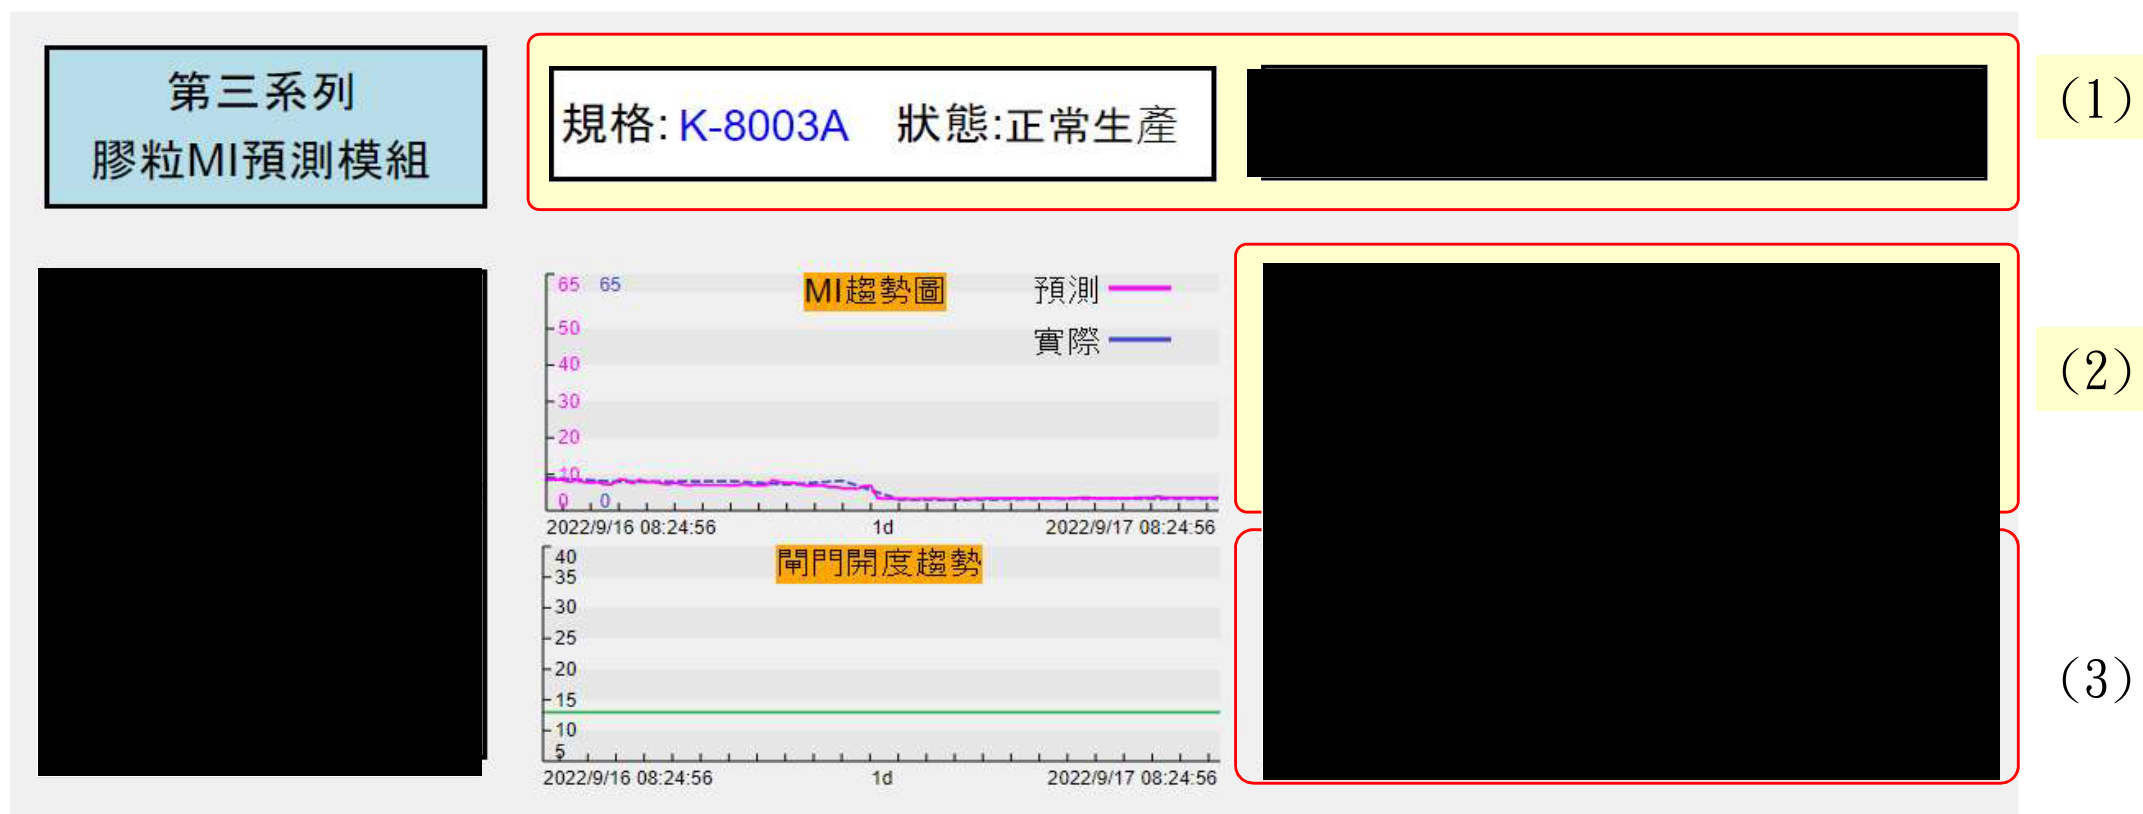 第三系列
膠粒MI預測模組
規格: K-8003A 狀態:正常生產
(1)
65 65
MI趨勢圖
預測
實際
50
40
30
20
10
0 0
2022/9/16 08:24:56 1d 2022/9/17 08:24:56
(2)
40
閘門開度趨勢
35
30
25
20
15
10
5
2022/9/16 08:24:56 1d 2022/9/17 08:24:56
(3)